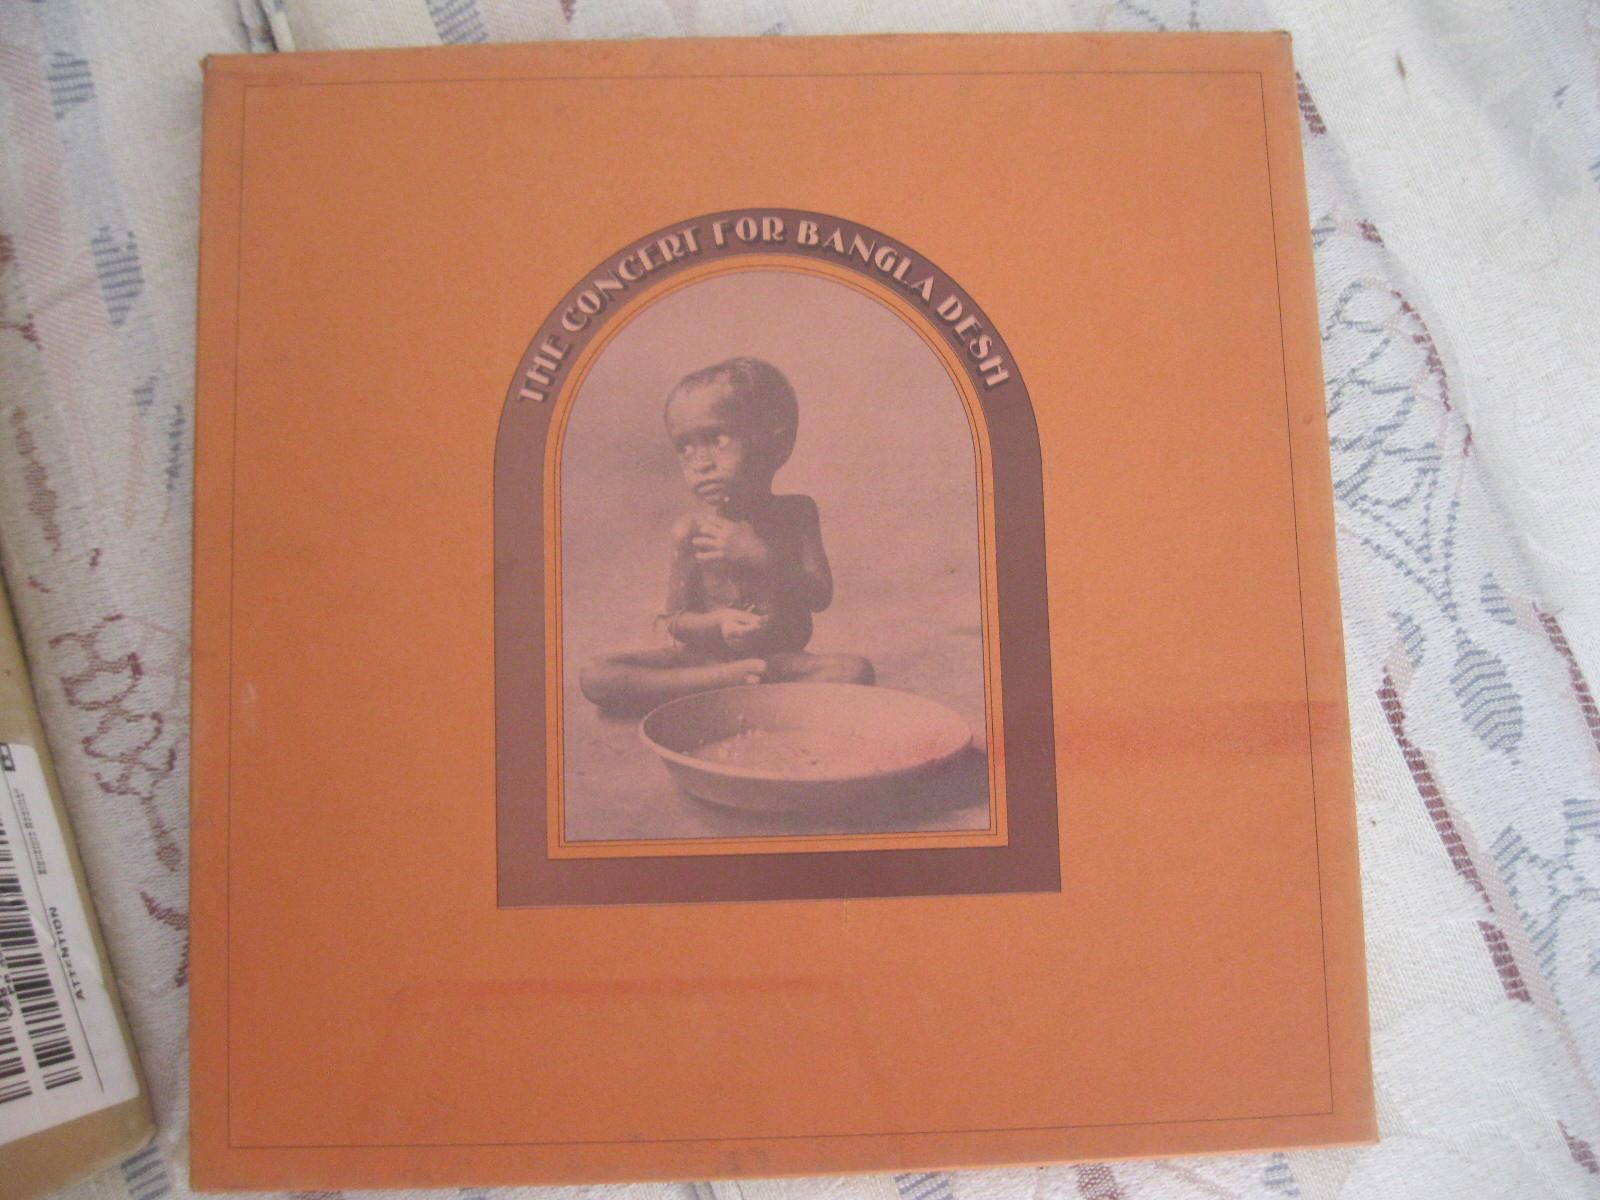 THE CONCERT FOR BANGLA DESH
ATTENTION